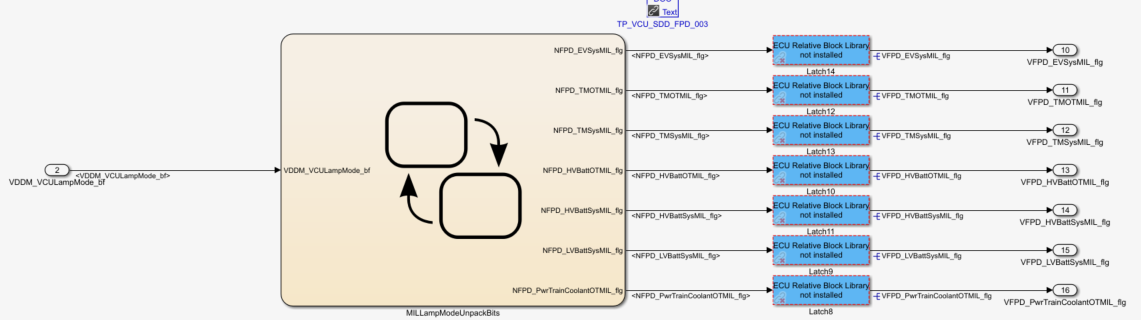 DOC
Text
TP_VCU_SDD_FPD_003
NFPD_EVSysMIL_flg
<NFPD_EVSysMIL_flg>
ECU Relative Block Library
not installed
Latch14
VFPD_EVSysMIL_flg
10
VFPD_EVSysMIL_flg
NFPD_TMOTMIL_flg
<NFPD_TMOTMIL_flg>
ECU Relative Block Library
not installed
Latch12
VFPD_TMOTMIL_flg
11
VFPD_TMOTMIL_flg
NFPD_TMSysMIL_flg
<NFPD_TMSysMIL_flg>
ECU Relative Block Library
not installed
Latch13
VFPD_TMSysMIL_flg
12
VFPD_TMSysMIL_flg
2
<VDDM_VCULampMode_bf>
VDDM_VCULampMode_bf
VDDM_VCULampMode_bf
NFPD_HVBattOTMIL_flg
<NFPD_HVBattOTMIL_flg>
ECU Relative Block Library
not installed
Latch10
VFPD_HVBattOTMIL_flg
13
VFPD_HVBattOTMIL_flg
NFPD_HVBattSysMIL_flg
<NFPD_HVBattSysMIL_flg>
ECU Relative Block Library
not installed
Latch11
VFPD_HVBattSysMIL_flg
14
VFPD_HVBattSysMIL_flg
NFPD_LVBattSysMIL_flg
<NFPD_LVBattSysMIL_flg>
ECU Relative Block Library
not installed
Latch9
VFPD_LVBattSysMIL_flg
15
VFPD_LVBattSysMIL_flg
NFPD_PwrTrainCoolantOTMIL_flg
<NFPD_PwrTrainCoolantOTMIL_flg>
ECU Relative Block Library
not installed
Latch8
VFPD_PwrTrainCoolantOTMIL_flg
16
VFPD_PwrTrainCoolantOTMIL_flg
MILLampModeUnpackBits